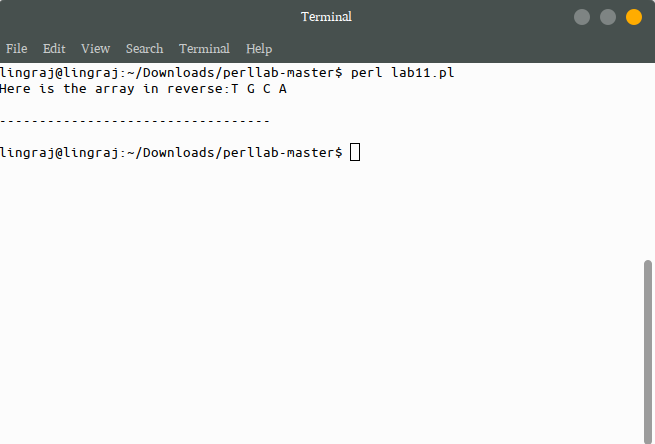 Terminal
File Edit View Search Terminal Help
lingraj@lingraj:~/Downloads/perllab-master$ perl lab11.pl
Here is the array in reverse:T G C A
----------------------------------
lingraj@lingraj:~/Downloads/perllab-master$